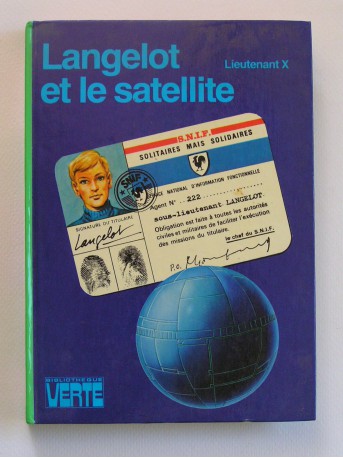 Langelot
et le satellite
Lieutenant X
S.N.I.F.
SOLITAIRES MAIS SOLIDAIRES
SNIF
SERVICE NATIONAL D'INFORMATION FONCTIONNELLE
Agent N° 222
sous-lieutenant LANGELOT
Obligation est faite à toutes les autorités
civiles et militaires de faciliter l'exécution
des missions du titulaire.
le chef du S.N.I.F.
P.O.
SIGNATURE DU TITULAIRE
Langelot
BIBLIOTHEQUE
VERTE